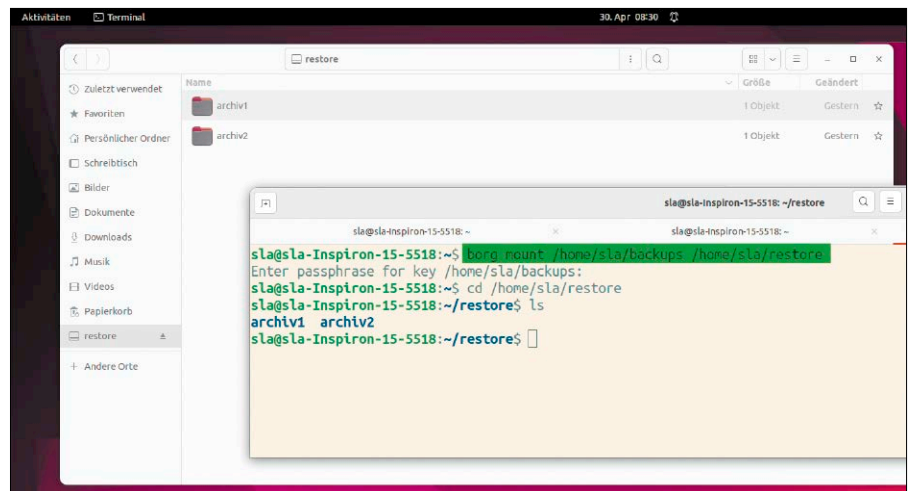 Aktivitäten Terminal 30. Apr 08:30
restore
Name Größe Geändert
Zuletzt verwendet
archiv1 1 Objekt Gestern
Favoriten
Persönlicher Ordner
archiv2 1 Objekt Gestern
Schreibtisch
Bilder
Dokumente
Downloads
Musik
Videos
Papierkorb
restore
Andere Orte
sla@sla-Inspiron-15-5518: ~/restore
sla@sla-Inspiron-15-5518: ~ sla@sla-Inspiron-15-5518: ~
sla@sla-Inspiron-15-5518:~$ borg mount /home/sla/backups /home/sla/restore
Enter passphrase for key /home/sla/backups:
sla@sla-Inspiron-15-5518:~$ cd /home/sla/restore
sla@sla-Inspiron-15-5518:~/restore$ ls
archiv1 archiv2
sla@sla-Inspiron-15-5518:~/restore$